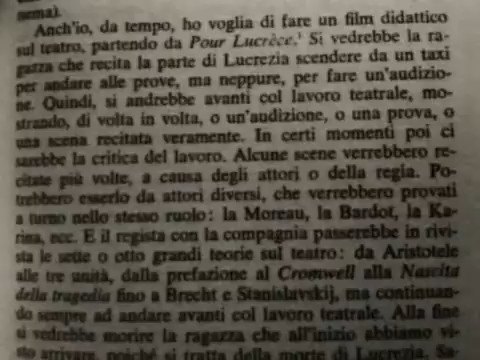 nema).
Anch'io, da tempo, ho voglia di fare un film didattico
sul teatro, partendo da Pour Lucrèce.¹ Si vedrebbe la ra-
gazza che recita la parte di Lucrezia scendere da un taxi
per andare alle prove, ma neppure, per fare un'audizio-
ne. Quindi, si andrebbe avanti col lavoro teatrale, mo-
strando, di volta in volta, o un'audizione, o una prova, o
una scena recitata veramente. In certi momenti poi ci
sarebbe la critica del lavoro. Alcune scene verrebbero re-
citate più volte, a causa degli attori o della regia. Po-
trebbero esserlo da attori diversi, che verrebbero provati
a turno nello stesso ruolo: la Moreau, la Bardot, la Ka-
rina, ecc. E il regista con la compagnia passerebbe in rivi-
sta le sette o otto grandi teorie sul teatro: da Aristotele
alle tre unità, dalla prefazione al Cromwell alla Nascita
della tragedia fino a Brecht e Stanislavskij, ma continuan-
do sempre ad andare avanti col lavoro teatrale. Alla fine
si vedrebbe morire la ragazza che all'inizio abbiamo vi-
sto arrivare, poiché si tratta della morte di Lucrezia. Sa-